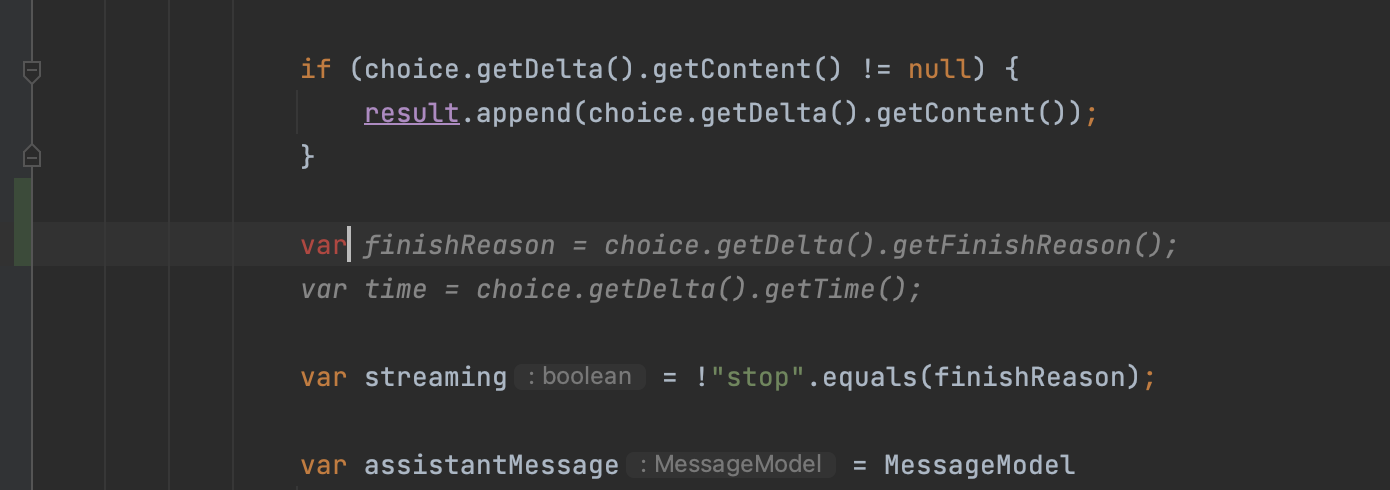 if (choice.getDelta().getContent() != null) {
result.append(choice.getDelta().getContent());
}
var finishReason = choice.getDelta().getFinishReason();
var time = choice.getDelta().getTime();
var streaming : boolean = !"stop".equals(finishReason);
var assistantMessage : MessageModel = MessageModel